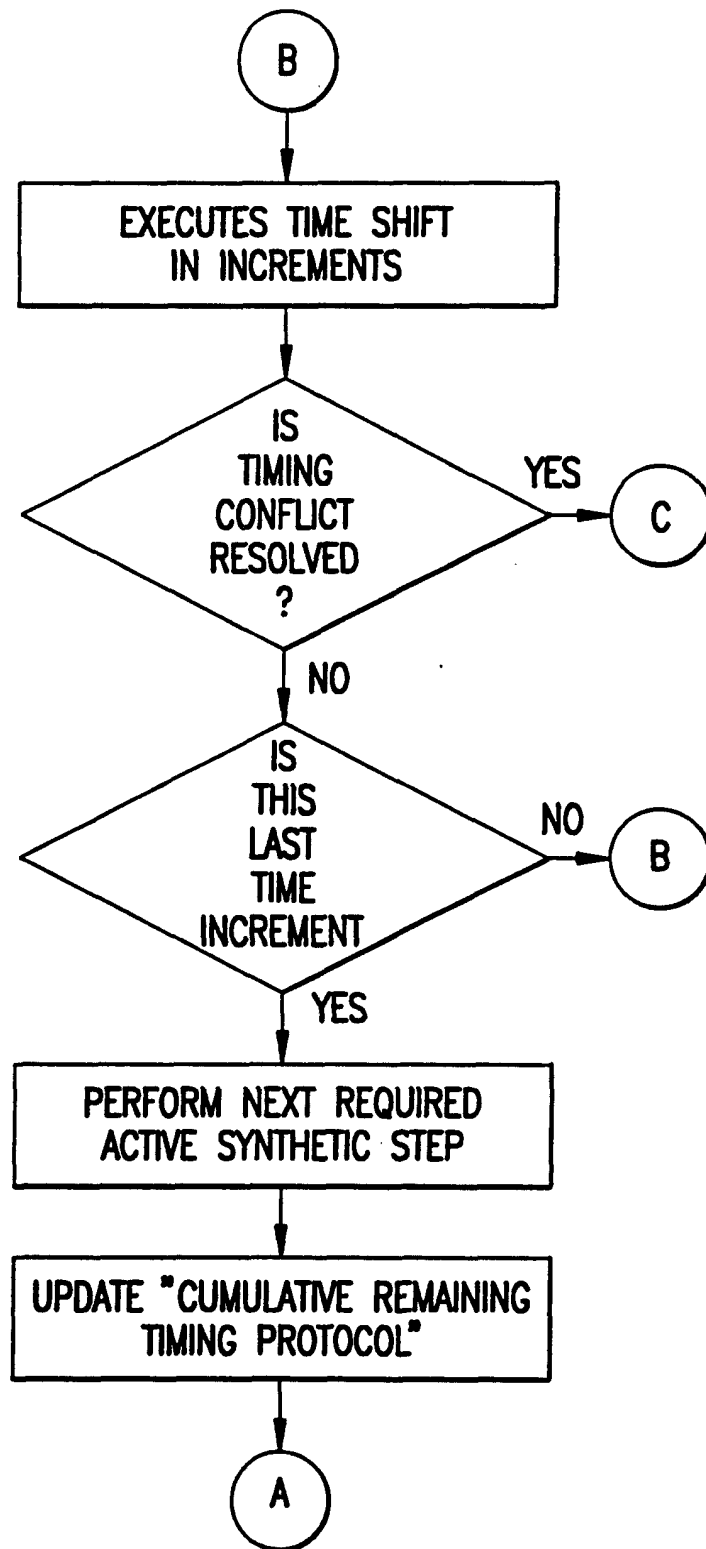 B
EXECUTES TIME SHIFT
IN INCREMENTS
IS
TIMING
CONFLICT
RESOLVED
?
YES
C
NO
IS
THIS
LAST
TIME
INCREMENT
NO
B
YES
PERFORM NEXT REQUIRED
ACTIVE SYNTHETIC STEP
UPDATE "CUMULATIVE REMAINING
TIMING PROTOCOL"
A